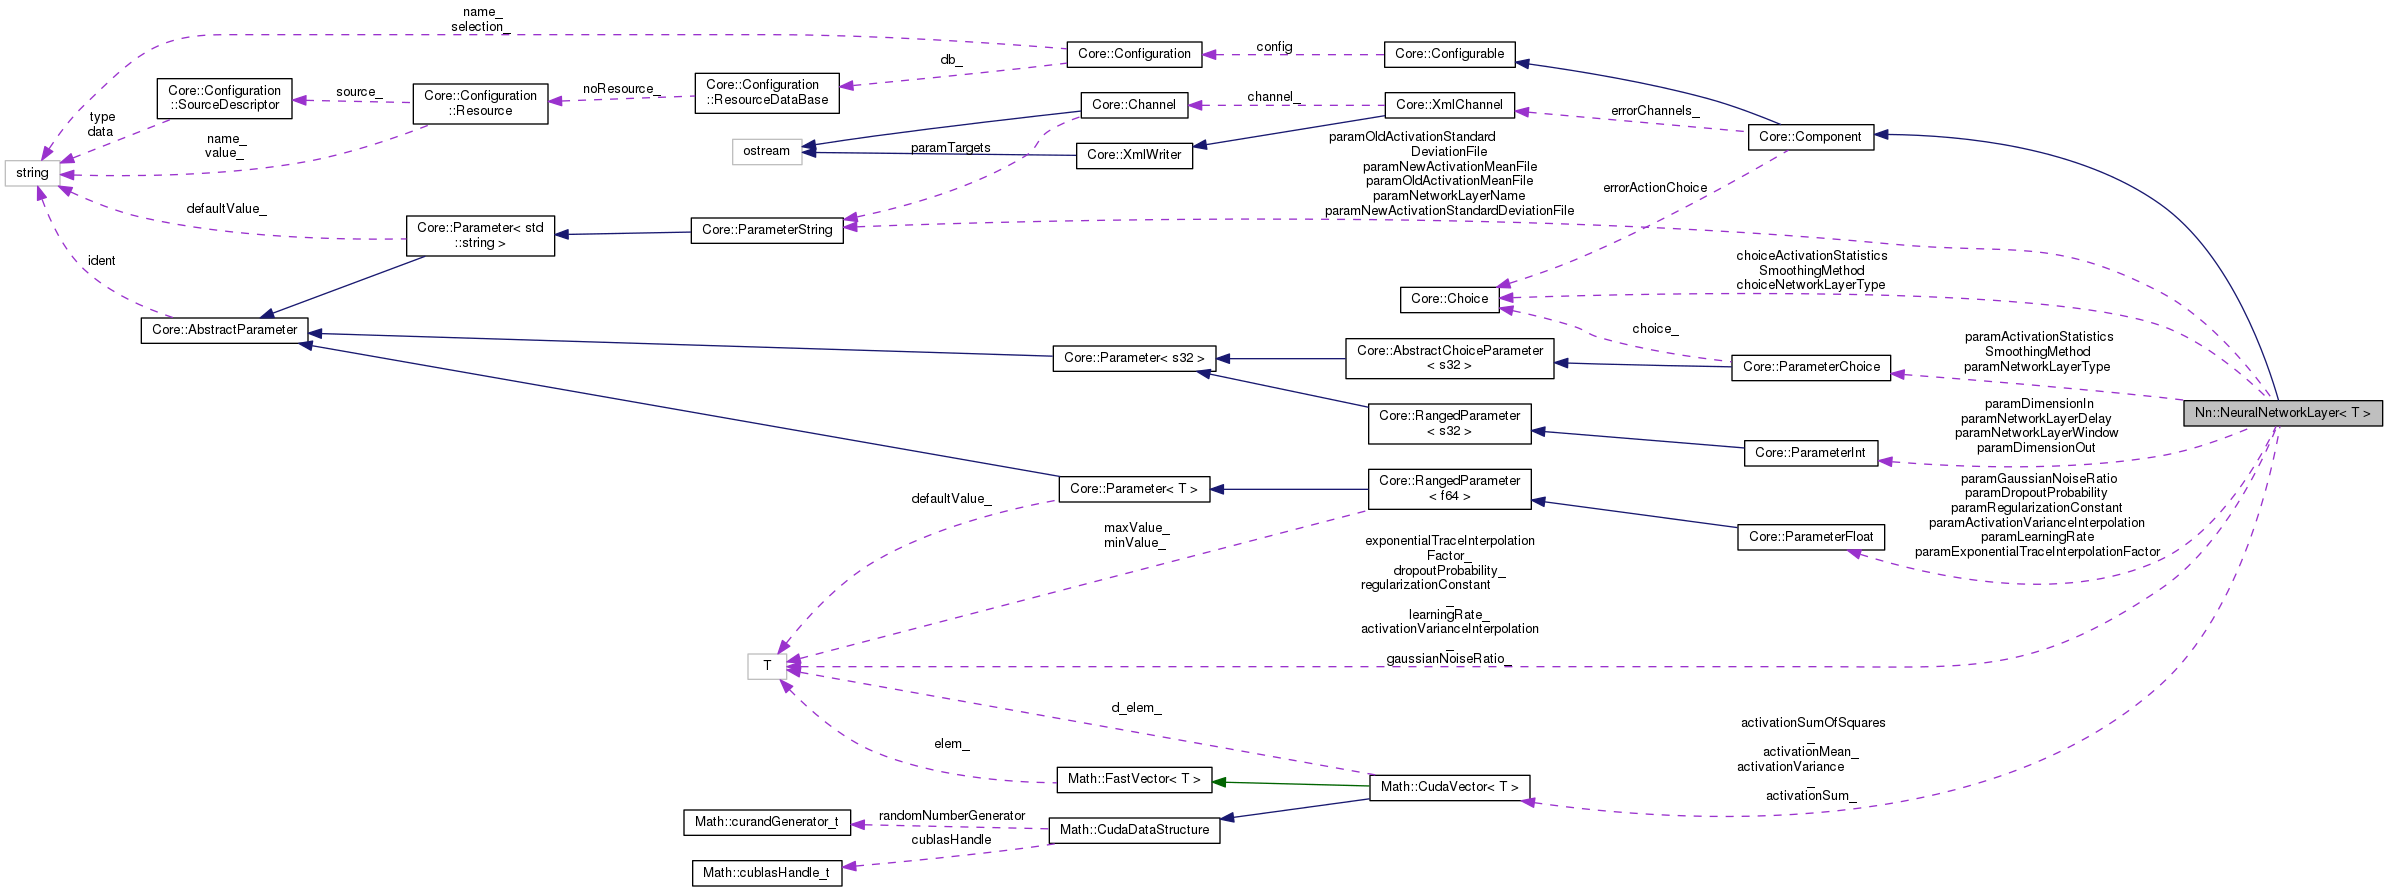 name_
selection_
Core::Configuration
config
Core::Configurable
db_
Core::Configuration
::SourceDescriptor
source_
Core::Configuration
::Resource
noResource_
Core::Configuration
::ResourceDataBase
Core::Channel
channel_
Core::XmlChannel
errorChannels_
Core::Component
type
data
name_
value_
ostream
paramTargets
Core::XmlWriter
string
paramOldActivationStandard
DeviationFile
paramNewActivationMeanFile
paramOldActivationMeanFile
paramNetworkLayerName
paramNewActivationStandardDeviationFile
errorActionChoice
defaultValue_
Core::Parameter< std
::string >
Core::ParameterString
ident
choiceActivationStatistics
SmoothingMethod
choiceNetworkLayerType
Core::Choice
Core::AbstractParameter
choice_
Core::Parameter< s32 >
Core::AbstractChoiceParameter
< s32 >
Core::ParameterChoice
paramActivationStatistics
SmoothingMethod
paramNetworkLayerType
Nn::NeuralNetworkLayer< T >
Core::RangedParameter
< s32 >
Core::ParameterInt
paramDimensionIn
paramNetworkLayerDelay
paramNetworkLayerWindow
paramDimensionOut
Core::Parameter< T >
Core::RangedParameter
< f64 >
Core::ParameterFloat
paramGaussianNoiseRatio
paramDropoutProbability
paramRegularizationConstant
paramActivationVarianceInterpolation
paramLearningRate
paramExponentialTraceInterpolationFactor
defaultValue_
maxValue_
minValue_
exponentialTraceInterpolation
Factor_
dropoutProbability_
regularizationConstant
_
learningRate_
activationVarianceInterpolation
_
gaussianNoiseRatio_
T
d_elem_
elem_
activationSumOfSquares
_
activationMean_
activationVariance
_
activationSum_
Math::FastVector< T >
Math::CudaVector< T >
Math::curandGenerator_t
randomNumberGenerator
Math::CudaDataStructure
cublasHandle
Math::cublasHandle_t